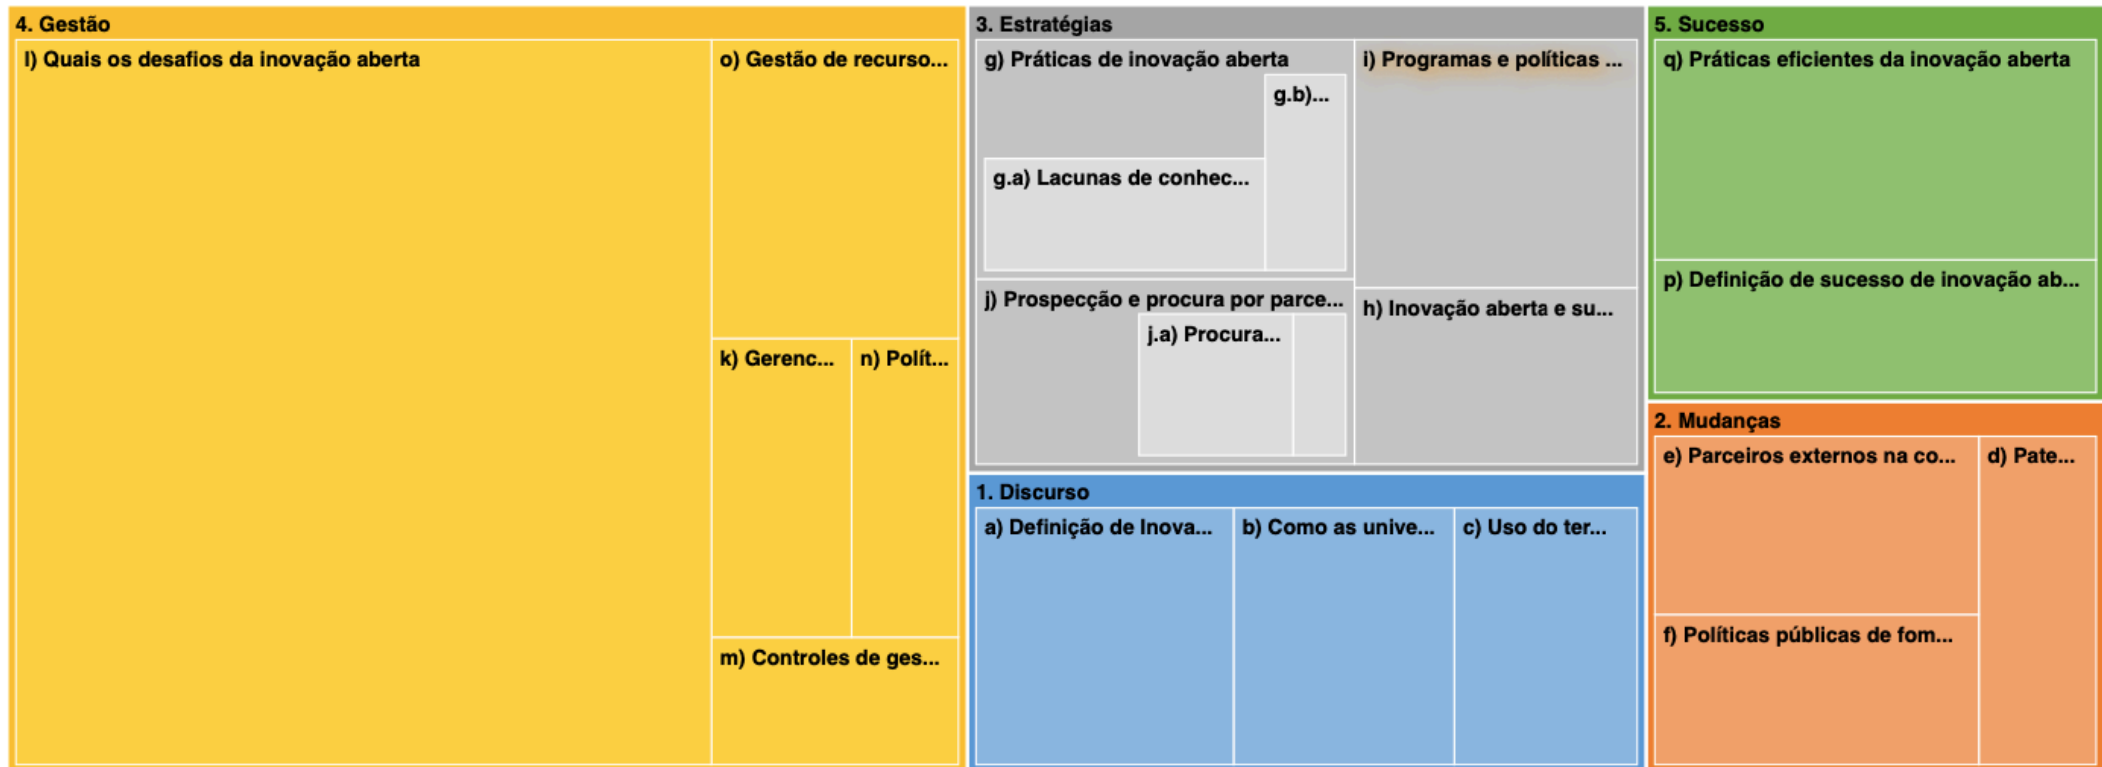 4. Gestão
l) Quais os desafios da inovação aberta
o) Gestão de recurso...
k) Gerenc...
n) Polít...
m) Controles de ges...
3. Estratégias
g) Práticas de inovação aberta
g.b)...
g.a) Lacunas de conhec...
i) Programas e políticas ...
j) Prospecção e procura por parce...
j.a) Procura...
h) Inovação aberta e su...
1. Discurso
a) Definição de Inova...
b) Como as unive...
c) Uso do ter...
5. Sucesso
q) Práticas eficientes da inovação aberta
p) Definição de sucesso de inovação ab...
2. Mudanças
e) Parceiros externos na co...
d) Pate...
f) Políticas públicas de fom...